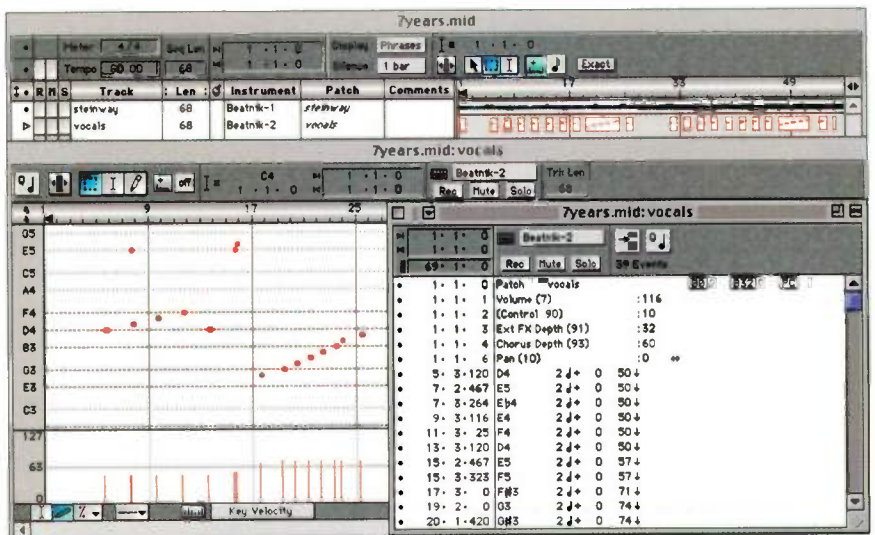 7years.mid
Meter 4/4 Seq Len 1 · 1 · 0 Display Phrases 1 · 1 · 0
Tempo 60.00 68 1 · 1 · 0 Silence 1 bar Exact
R M S Track Len Instrument Patch Comments 17 33 49
steinway 68 Beatnik-1 steinway
vocals 68 Beatnik-2 vocals
7years.mid: vocals
C4 1 · 1 · 0 Beatnik-2 Trk Len
off 1 · 1 · 0 1 · 1 · 0 Rec Mute Solo 68
9 17 25
G5
E5
C5
A4
F4
D4
B3
G3
E3
C3
127
63
0
Key Velocity
7years.mid: vocals
1 · 1 · 0 Beatnik-2
1 · 1 · 0
69 · 1 · 0 Rec Mute Solo 39 Events
1 · 1 · 0 Patch vocals
1 · 1 · 1 Volume (7) :116
1 · 1 · 2 (Control 90) :10
1 · 1 · 3 Ext FX Depth (91) :32
1 · 1 · 4 Chorus Depth (93) :60
1 · 1 · 6 Pan (10) :0
5 · 3 · 120 D4 2 0 50↓
7 · 2 · 467 E5 2 0 50↓
7 · 3 · 264 E♭4 2 0 50↓
9 · 3 · 116 E4 2 0 50↓
11 · 3 · 25 F4 2 0 50↓
13 · 3 · 120 D4 2 0 50↓
15 · 2 · 467 E5 2 0 57↓
15 · 3 · 323 F5 2 0 57↓
17 · 3 · 0 F#3 2 0 71↓
19 · 2 · 0 G3 2 0 74↓
20 · 1 · 420 G#3 2 0 74↓